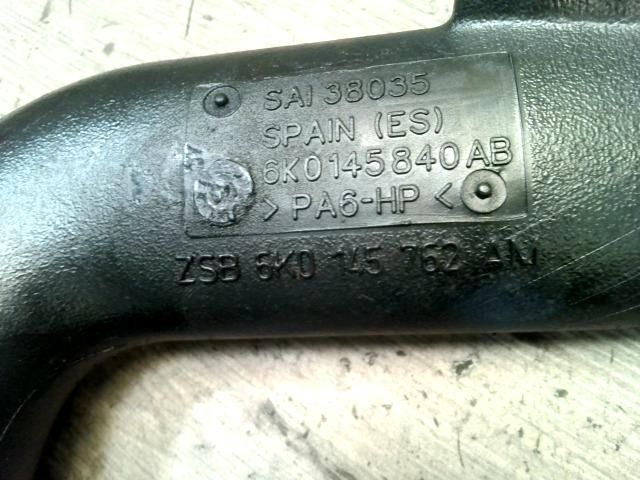 SAI 38035
SPAIN (ES)
6K0145840AB
> PA6-HP <
ZSB 6K0 145 762 AM